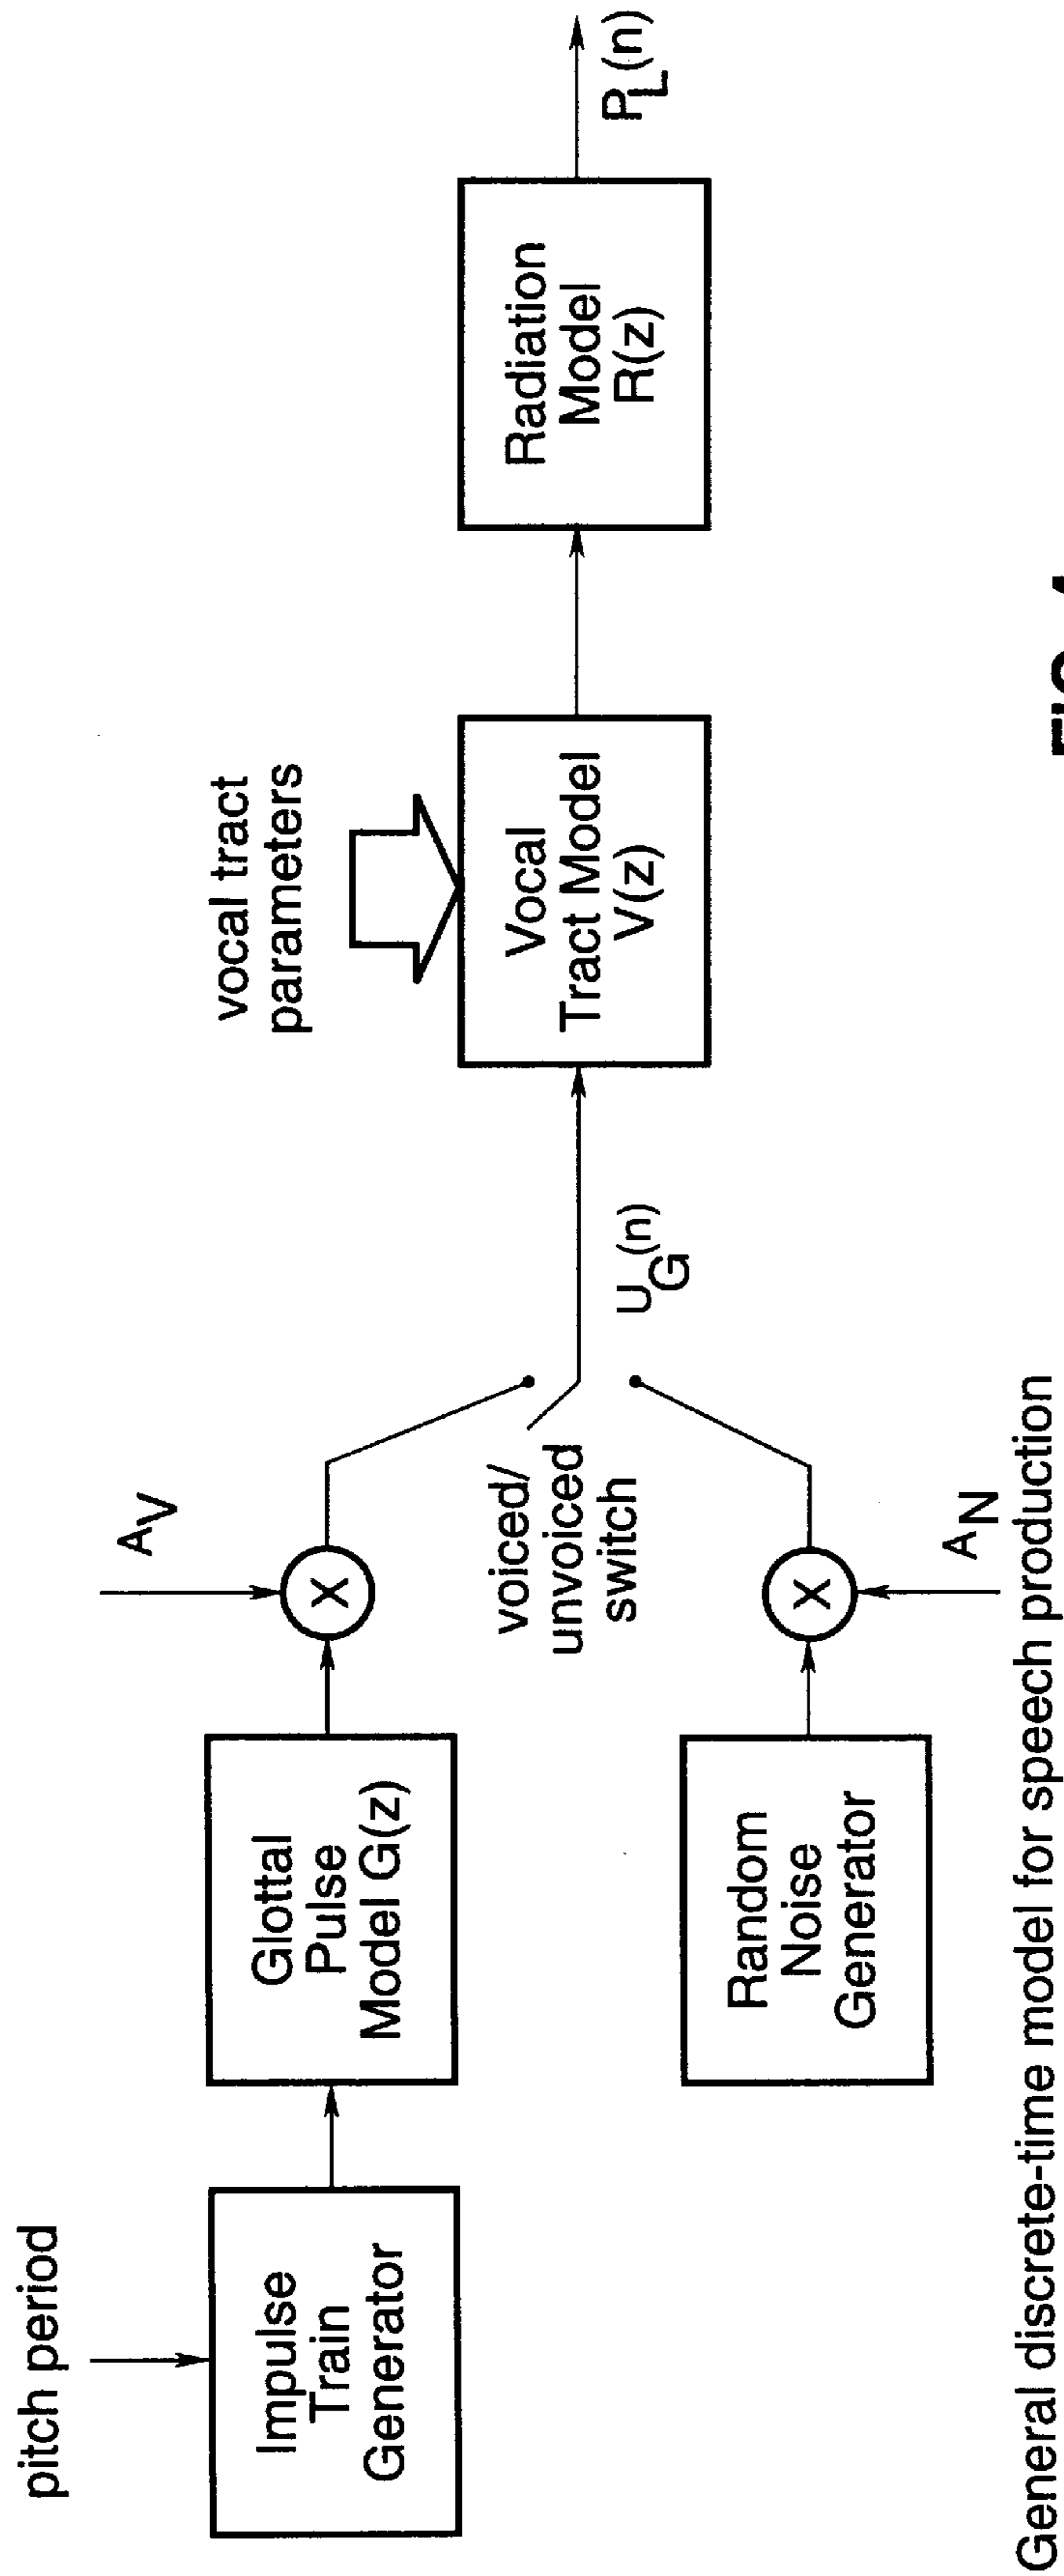 pitch period
Impulse
Train
Generator
Glottal
Pulse
Model G(z)
A_V
X
voiced/
unvoiced
switch
Random
Noise
Generator
X
A_N
U_G(n)
vocal tract
parameters
Vocal
Tract Model
V(z)
Radiation
Model
R(z)
P_L(n)
General discrete-time model for speech production